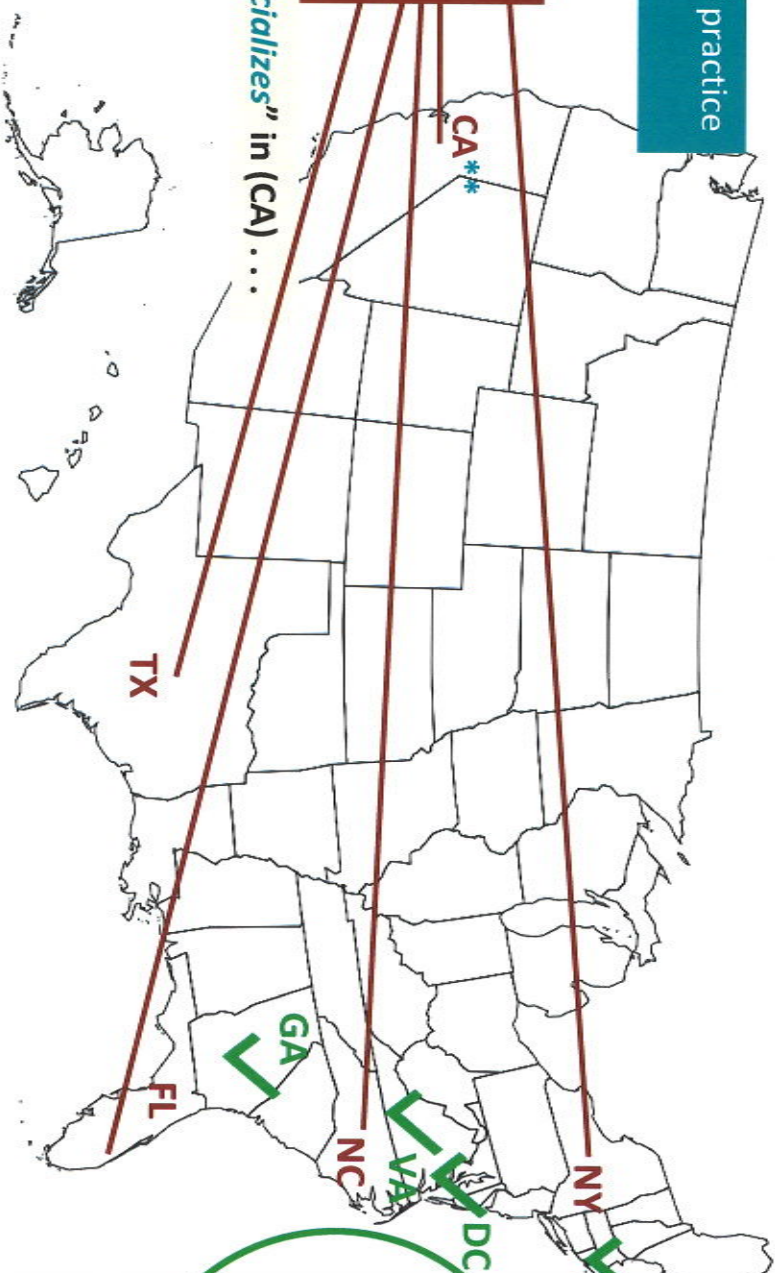 practice
cializes” in (CA) . . .
CA**
TX
FL
NC
NY
GA
VA
DC